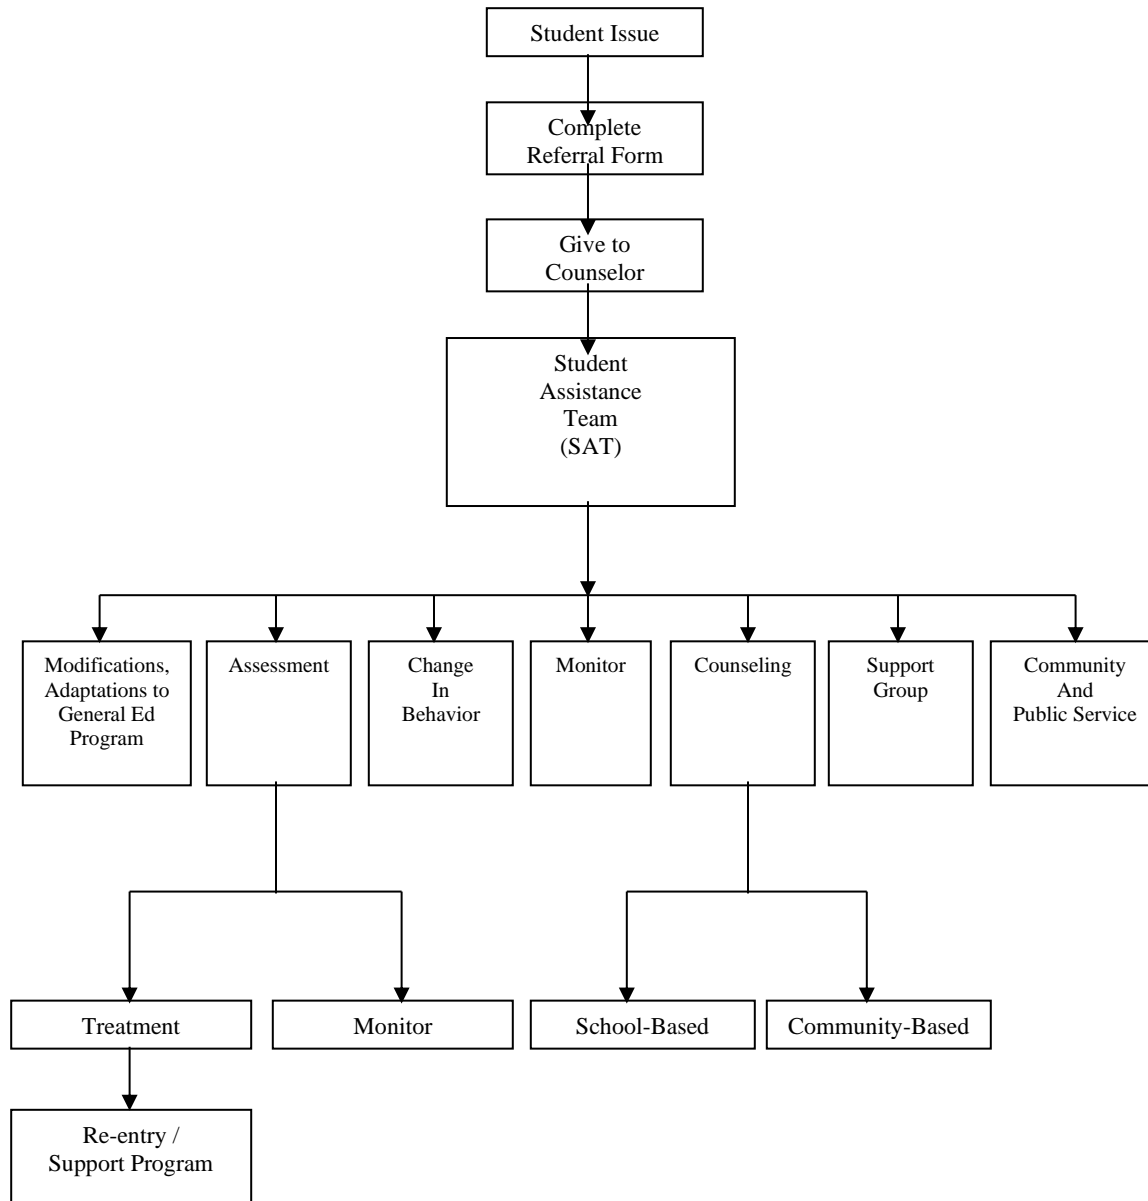 Student Issue
Complete
Referral Form
Give to
Counselor
Student
Assistance
Team
(SAT)
Modifications,
Adaptations to
General Ed
Program
Assessment
Change
In
Behavior
Monitor
Counseling
Support
Group
Community
And
Public Service
Treatment
Monitor
School-Based
Community-Based
Re-entry /
Support Program